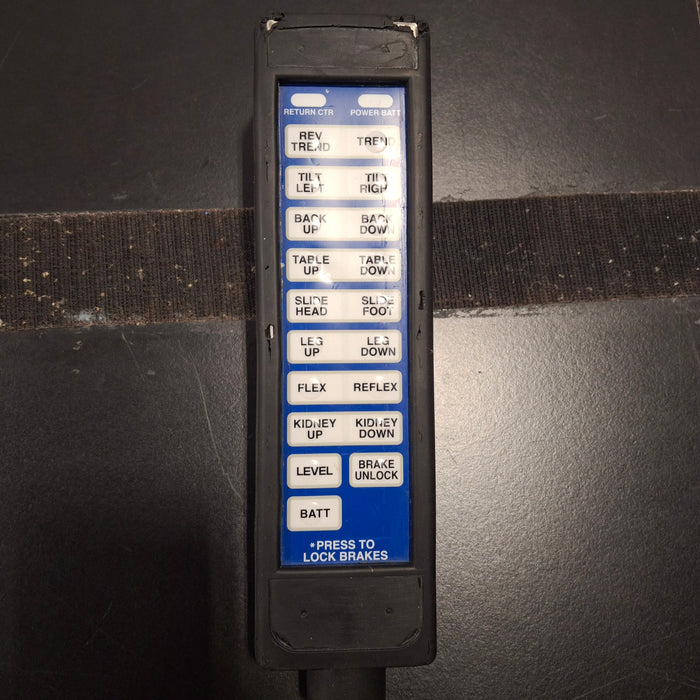 RETURN CTR POWER BATT
REV TREND
TREND
TILT LEFT
TILT RIGHT
BACK UP
BACK DOWN
TABLE UP
TABLE DOWN
SLIDE HEAD
SLIDE FOOT
LEG UP
LEG DOWN
FLEX REFLEX
KIDNEY UP
KIDNEY DOWN
LEVEL
BRAKE UNLOCK
BATT
*PRESS TO
LOCK BRAKES